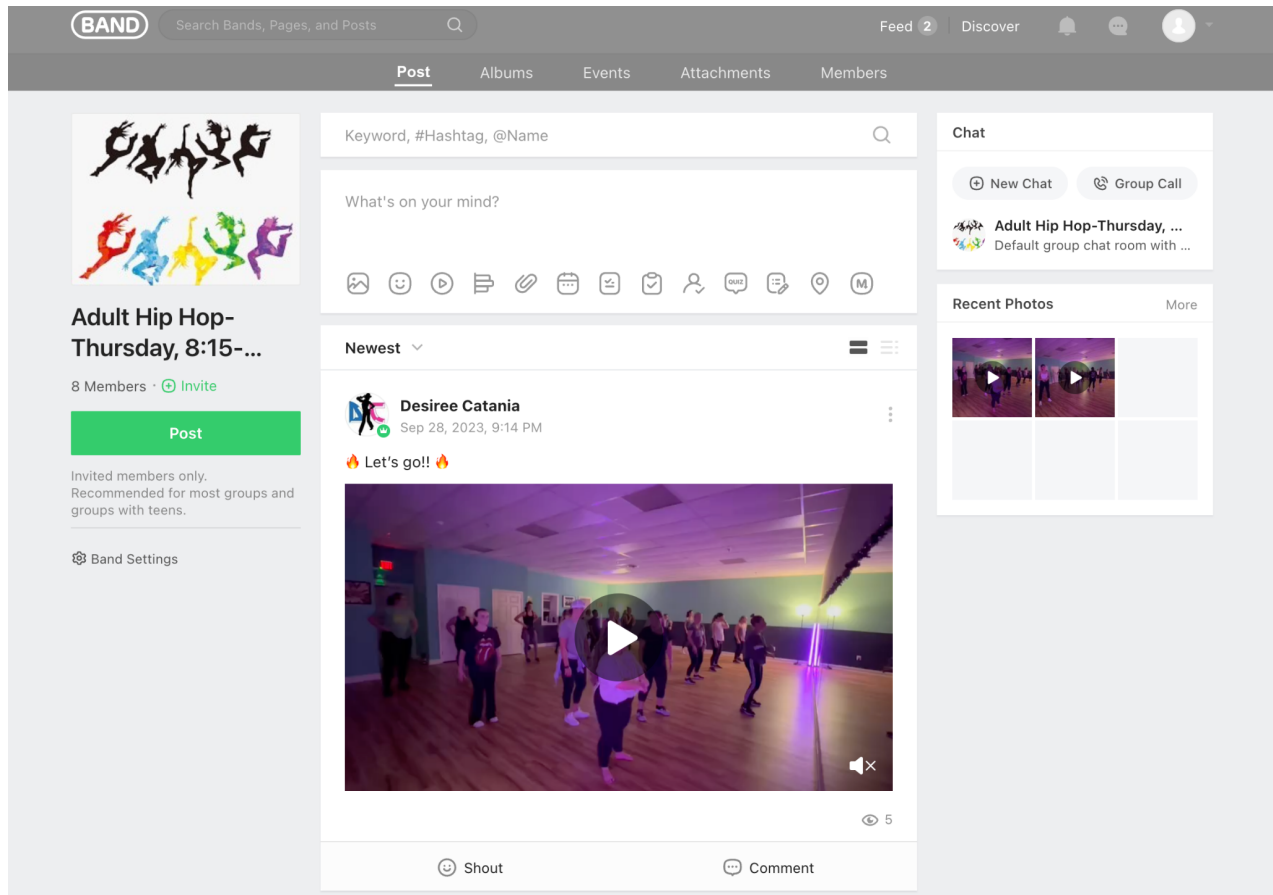 BAND
Search Bands, Pages, and Posts
Feed 2
Discover
Post
Albums
Events
Attachments
Members
Adult Hip Hop-
Thursday, 8:15-...
8 Members · Invite
Post
Invited members only.
Recommended for most groups and
groups with teens.
Band Settings
Keyword, #Hashtag, @Name
What's on your mind?
QUIZ
M
Newest
DC
Desiree Catania
Sep 28, 2023, 9:14 PM
🔥 Let's go!! 🔥
5
Shout
Comment
Chat
New Chat
Group Call
Adult Hip Hop-Thursday, ...
Default group chat room with ...
Recent Photos
More